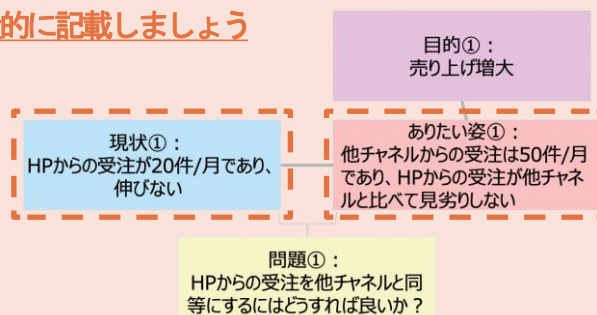 的に記載しましょう
目的①：
売り上げ増大
現状①：
HPからの受注が20件/月であり、
伸びない
ありたい姿①：
他チャネルからの受注は50件/月
であり、HPからの受注が他チャネ
ルと比べて見劣りしない
問題①：
HPからの受注を他チャネルと同
等にするにはどうすれば良いか？